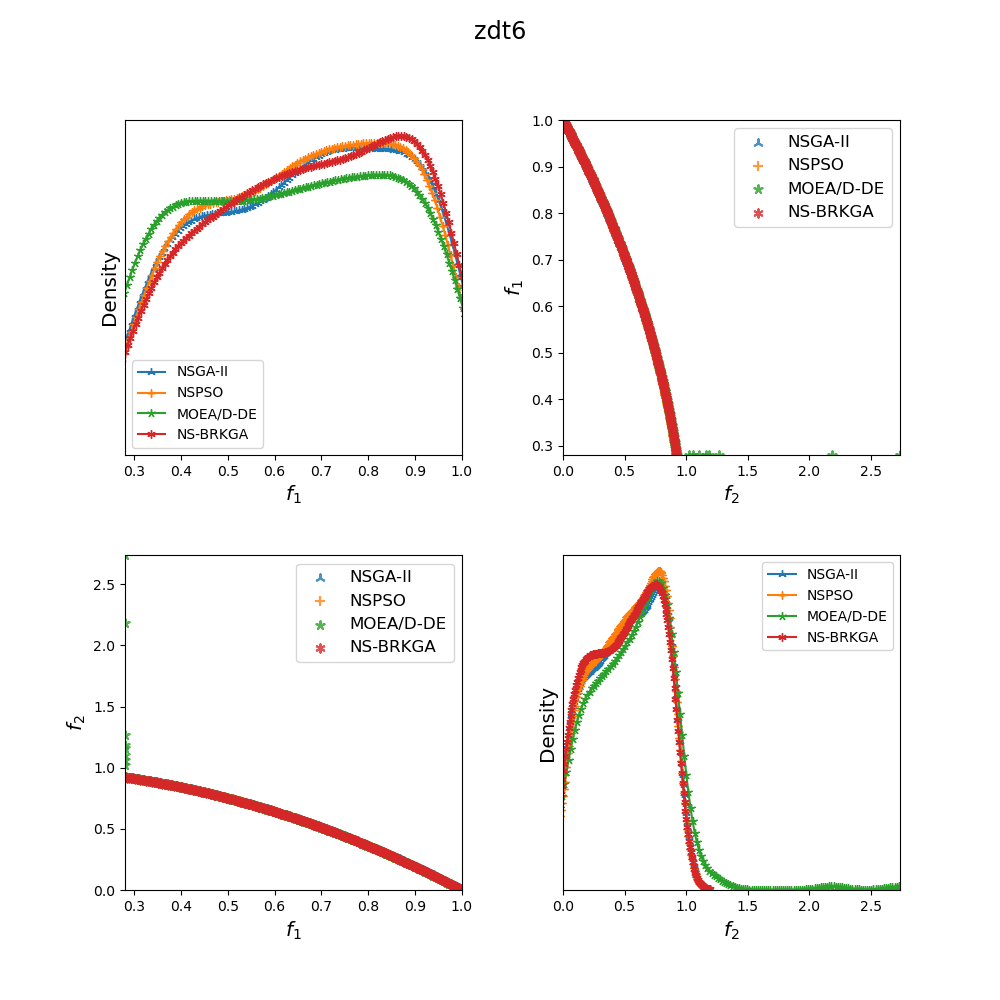 zdt6
Density
NSGA-II
NSPSO
MOEA/D-DE
NS-BRKGA
0.3 0.4 0.5 0.6 0.7 0.8 0.9 1.0
f1
1.0
0.9
0.8
0.7
0.6
0.5
0.4
0.3
f1
NSGA-II
NSPSO
MOEA/D-DE
NS-BRKGA
0.0 0.5 1.0 1.5 2.0 2.5
f2
2.5
2.0
1.5
1.0
0.5
0.0
f2
NSGA-II
NSPSO
MOEA/D-DE
NS-BRKGA
0.3 0.4 0.5 0.6 0.7 0.8 0.9 1.0
f1
Density
NSGA-II
NSPSO
MOEA/D-DE
NS-BRKGA
0.0 0.5 1.0 1.5 2.0 2.5
f2